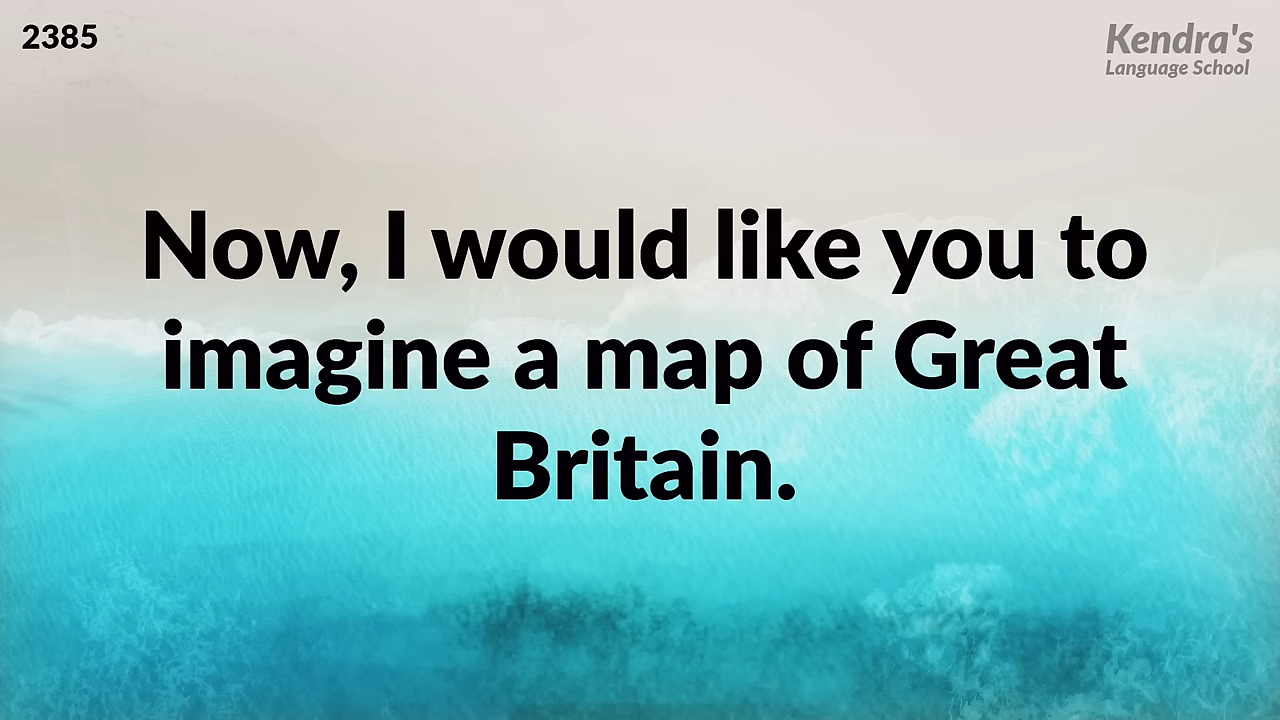 2385
Kendra's
Language School
Now, I would like you to
imagine a map of Great
Britain.